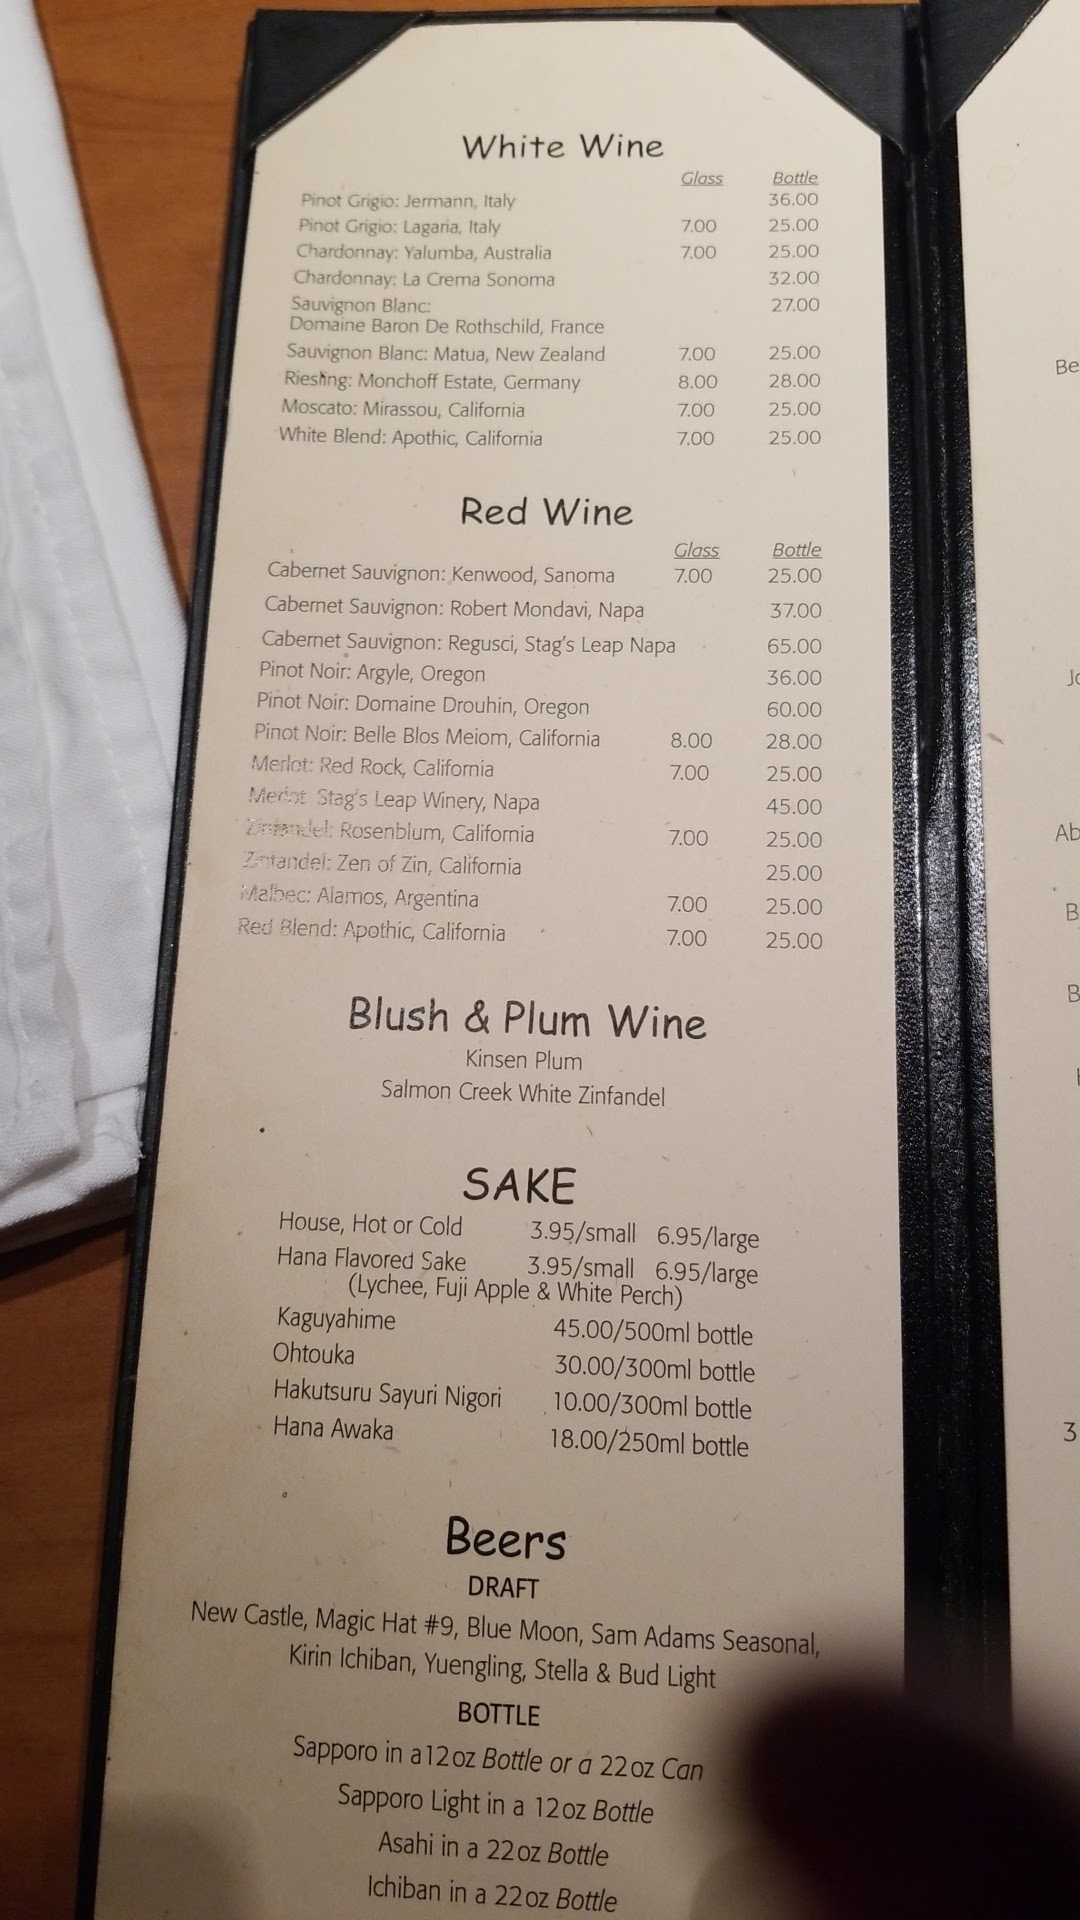 White Wine
Glass Bottle
Pinot Grigio: Jermann, Italy 36.00
Pinot Grigio: Lagaria, Italy 7.00 25.00
Chardonnay: Yalumba, Australia 7.00 25.00
Chardonnay: La Crema Sonoma 32.00
Sauvignon Blanc: 27.00
Domaine Baron De Rothschild, France
Sauvignon Blanc: Matua, New Zealand 7.00 25.00
Riesling: Monchoff Estate, Germany 8.00 28.00
Moscato: Mirassou, California 7.00 25.00
White Blend: Apothic, California 7.00 25.00
Red Wine
Glass Bottle
Cabernet Sauvignon: Kenwood, Sanoma 7.00 25.00
Cabernet Sauvignon: Robert Mondavi, Napa 37.00
Cabernet Sauvignon: Regusci, Stag's Leap Napa 65.00
Pinot Noir: Argyle, Oregon 36.00
Pinot Noir: Domaine Drouhin, Oregon 60.00
Pinot Noir: Belle Blos Meiom, California 8.00 28.00
Merlot: Red Rock, California 7.00 25.00
Merlot: Stag's Leap Winery, Napa 45.00
Zinfandel: Rosenblum, California 7.00 25.00
Zinfandel: Zen of Zin, California 25.00
Malbec: Alamos, Argentina 7.00 25.00
Red Blend: Apothic, California 7.00 25.00
Blush & Plum Wine
Kinsen Plum
Salmon Creek White Zinfandel
SAKE
House, Hot or Cold 3.95/small 6.95/large
Hana Flavored Sake 3.95/small 6.95/large
(Lychee, Fuji Apple & White Perch)
Kaguyahime 45.00/500ml bottle
Ohtouka 30.00/300ml bottle
Hakutsuru Sayuri Nigori 10.00/300ml bottle
Hana Awaka 18.00/250ml bottle
Beers
DRAFT
New Castle, Magic Hat #9, Blue Moon, Sam Adams Seasonal,
Kirin Ichiban, Yuengling, Stella & Bud Light
BOTTLE
Sapporo in a 12oz Bottle or a 22oz Can
Sapporo Light in a 12oz Bottle
Asahi in a 22oz Bottle
Ichiban in a 22oz Bottle